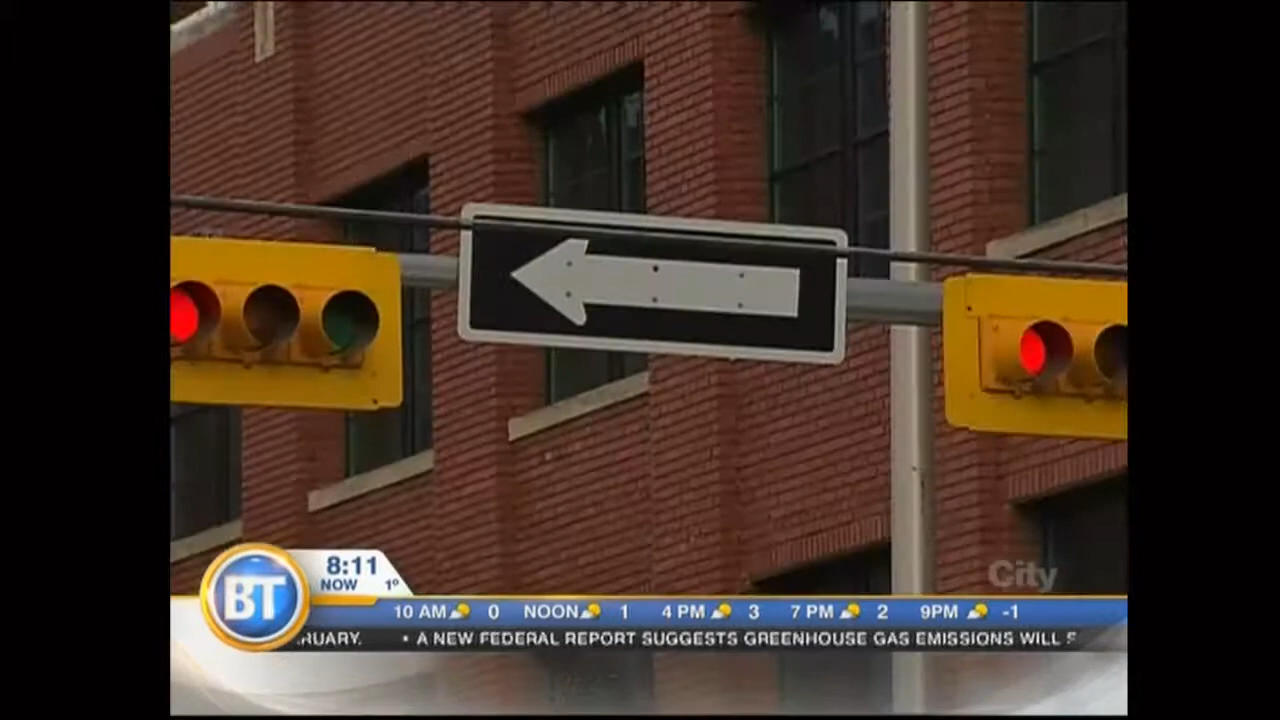 8:11
NOW 1°
BT
City
10 AM 0 NOON 1 4 PM 3 7 PM 2 9PM -1
RUARY. • A NEW FEDERAL REPORT SUGGESTS GREENHOUSE GAS EMISSIONS WILL